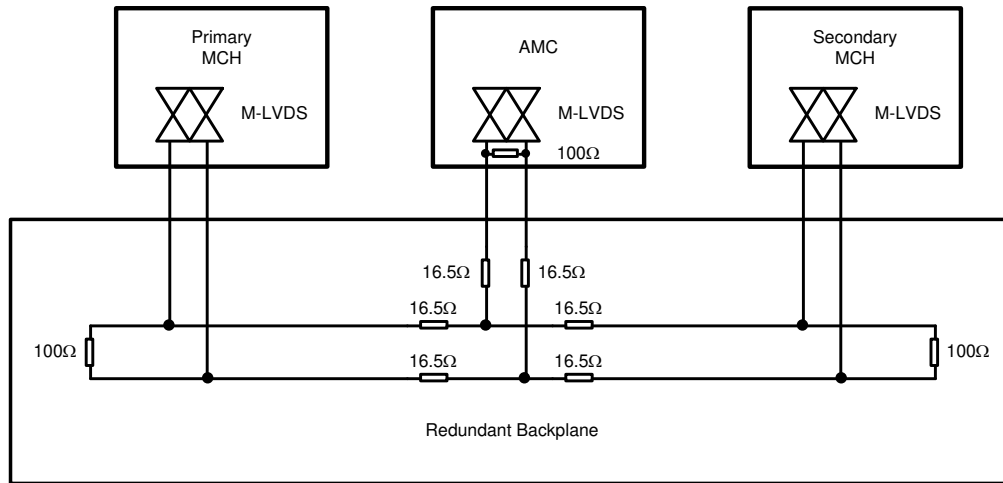 Primary
MCH
M-LVDS
AMC
M-LVDS
100Ω
Secondary
MCH
M-LVDS
16.5Ω
16.5Ω
16.5Ω
16.5Ω
100Ω
16.5Ω
16.5Ω
100Ω
Redundant Backplane